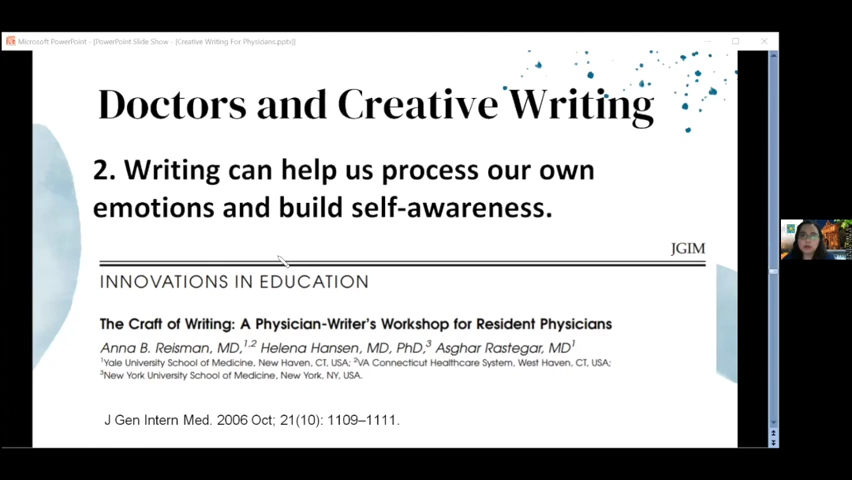 Microsoft PowerPoint - [PowerPoint Slide Show - [Creative Writing For Physicians.pptx]]
Doctors and Creative Writing
2. Writing can help us process our own
emotions and build self-awareness.
JGIM
INNOVATIONS IN EDUCATION
The Craft of Writing: A Physician-Writer's Workshop for Resident Physicians
Anna B. Reisman, MD,1,2 Helena Hansen, MD, PhD,3 Asghar Rastegar, MD1
1Yale University School of Medicine, New Haven, CT, USA; 2VA Connecticut Healthcare System, West Haven, CT, USA;
3New York University School of Medicine, New York, NY, USA.
J Gen Intern Med. 2006 Oct; 21(10): 1109–1111.